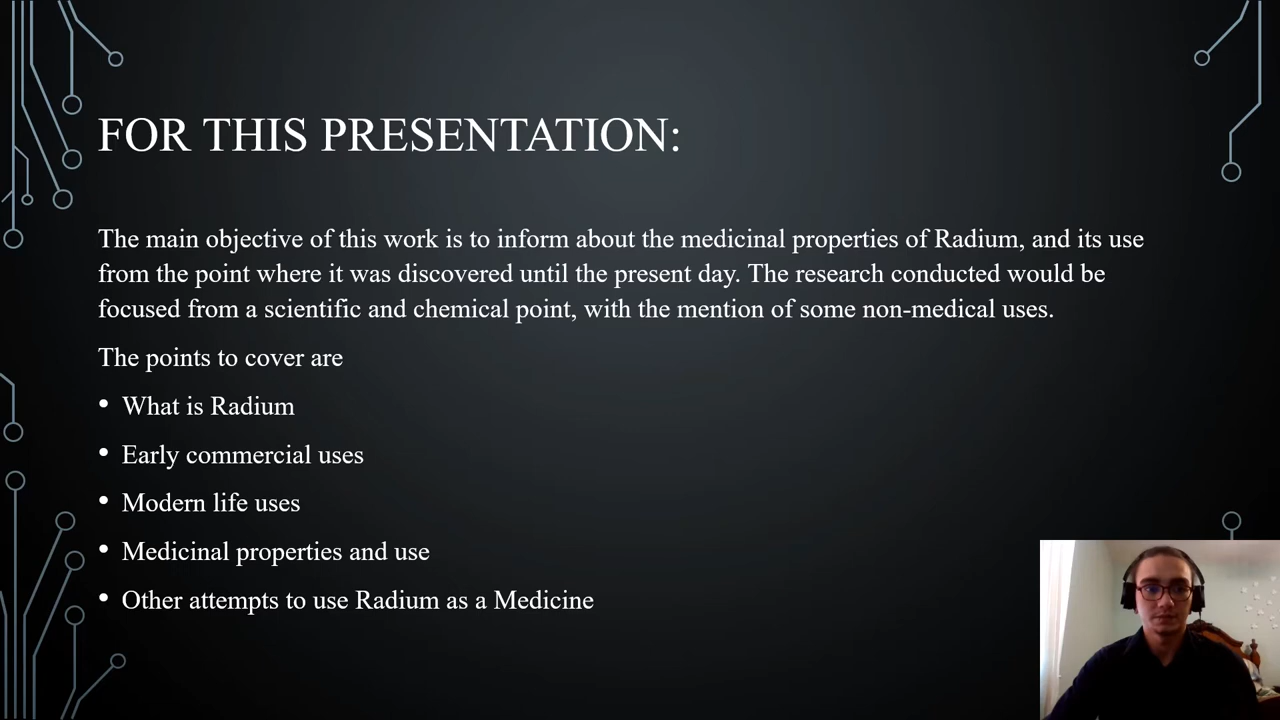 FOR THIS PRESENTATION:
The main objective of this work is to inform about the medicinal properties of Radium, and its use
from the point where it was discovered until the present day. The research conducted would be
focused from a scientific and chemical point, with the mention of some non-medical uses.
The points to cover are
• What is Radium
• Early commercial uses
• Modern life uses
• Medicinal properties and use
• Other attempts to use Radium as a Medicine